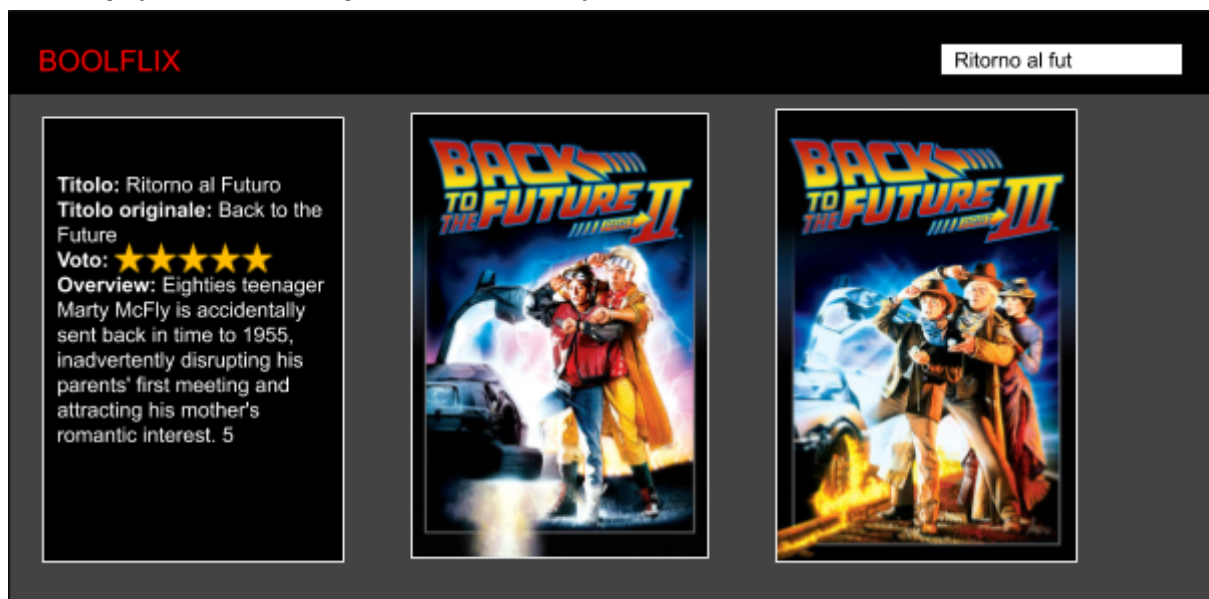 BOOLFLIX
Ritorno al fut
Titolo: Ritorno al Futuro
Titolo originale: Back to the
Future
Voto:
Overview: Eighties teenager
Marty McFly is accidentally
sent back in time to 1955,
inadvertently disrupting his
parents' first meeting and
attracting his mother's
romantic interest. 5
BACK
TO THE FUTURE
PART II
BACK
TO THE FUTURE
PART III